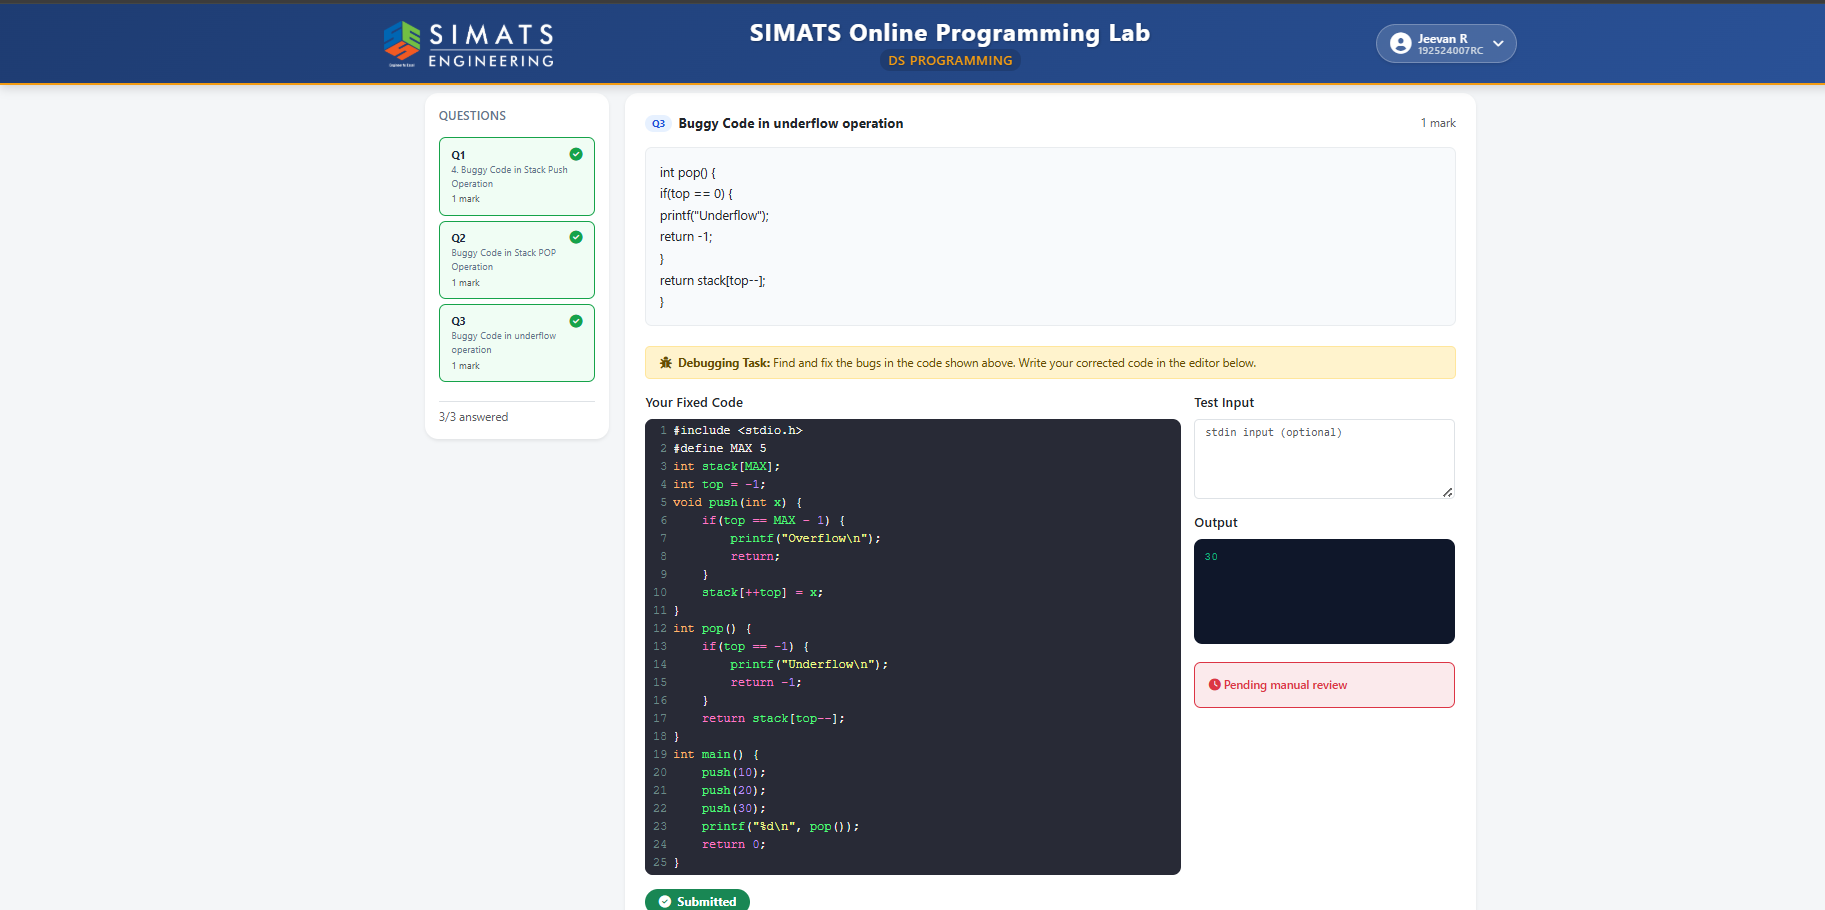 SIMATS
ENGINEERING
SIMATS Online Programming Lab
DS PROGRAMMING
Jeevan R
192524007RC
QUESTIONS
Q1
4. Buggy Code in Stack Push
Operation
1 mark
Q2
Buggy Code in Stack POP
Operation
1 mark
Q3
Buggy Code in underflow
operation
1 mark
3/3 answered
Q3 Buggy Code in underflow operation 1 mark
int pop() {
if(top == 0) {
printf("Underflow");
return -1;
}
return stack[top--];
}
Debugging Task: Find and fix the bugs in the code shown above. Write your corrected code in the editor below.
Your Fixed Code
1 #include <stdio.h>
2 #define MAX 5
3 int stack[MAX];
4 int top = -1;
5 void push(int x) {
6     if(top == MAX - 1) {
7         printf("Overflow\n");
8         return;
9     }
10     stack[++top] = x;
11 }
12 int pop() {
13     if(top == -1) {
14         printf("Underflow\n");
15         return -1;
16     }
17     return stack[top--];
18 }
19 int main() {
20     push(10);
21     push(20);
22     push(30);
23     printf("%d\n", pop());
24     return 0;
25 }
Submitted
Test Input
stdin input (optional)
Output
30
Pending manual review